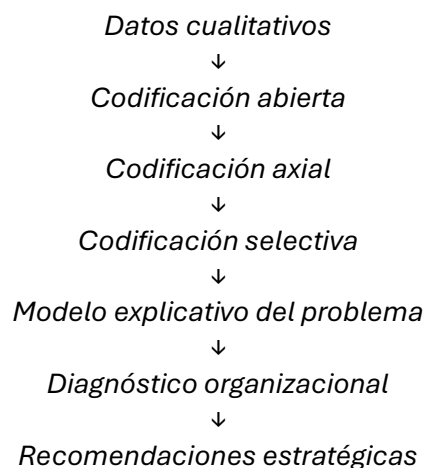 Datos cualitativos
↓
Codificación abierta
↓
Codificación axial
↓
Codificación selectiva
↓
Modelo explicativo del problema
↓
Diagnóstico organizacional
↓
Recomendaciones estratégicas